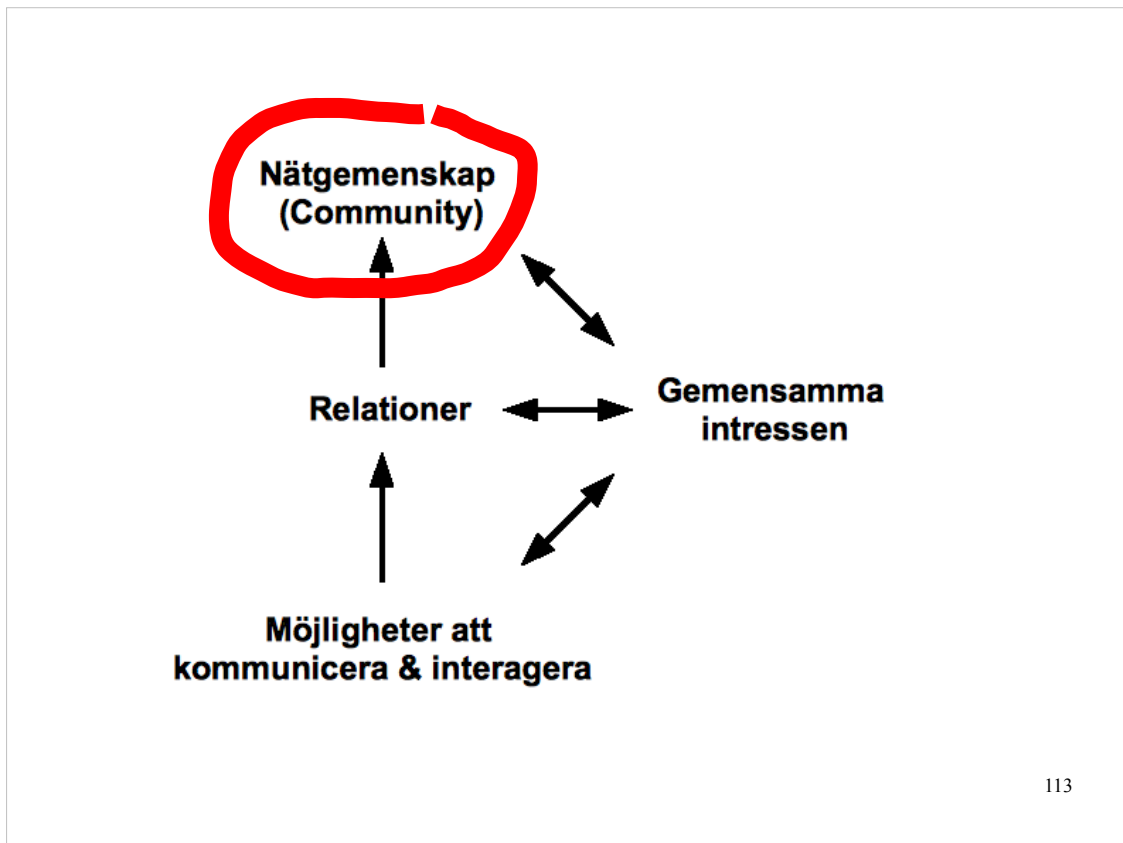 Nätgemenskap
(Community)
Relationer
Gemensamma
intressen
Möjligheter att
kommunicera & interagera
113